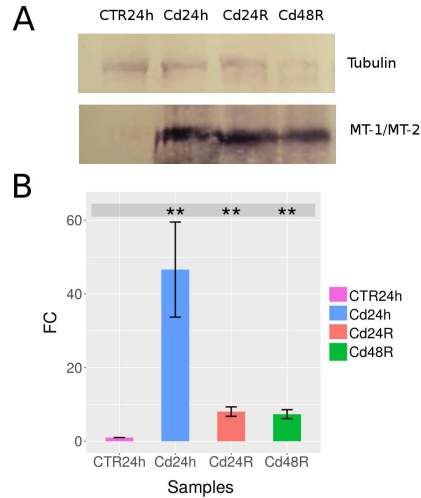 A
CTR24h Cd24h Cd24R Cd48R
Tubulin
MT-1/MT-2
B
** ** **
60
40
20
0
FC
CTR24h
Cd24h
Cd24R
Cd48R
CTR24h Cd24h Cd24R Cd48R
Samples